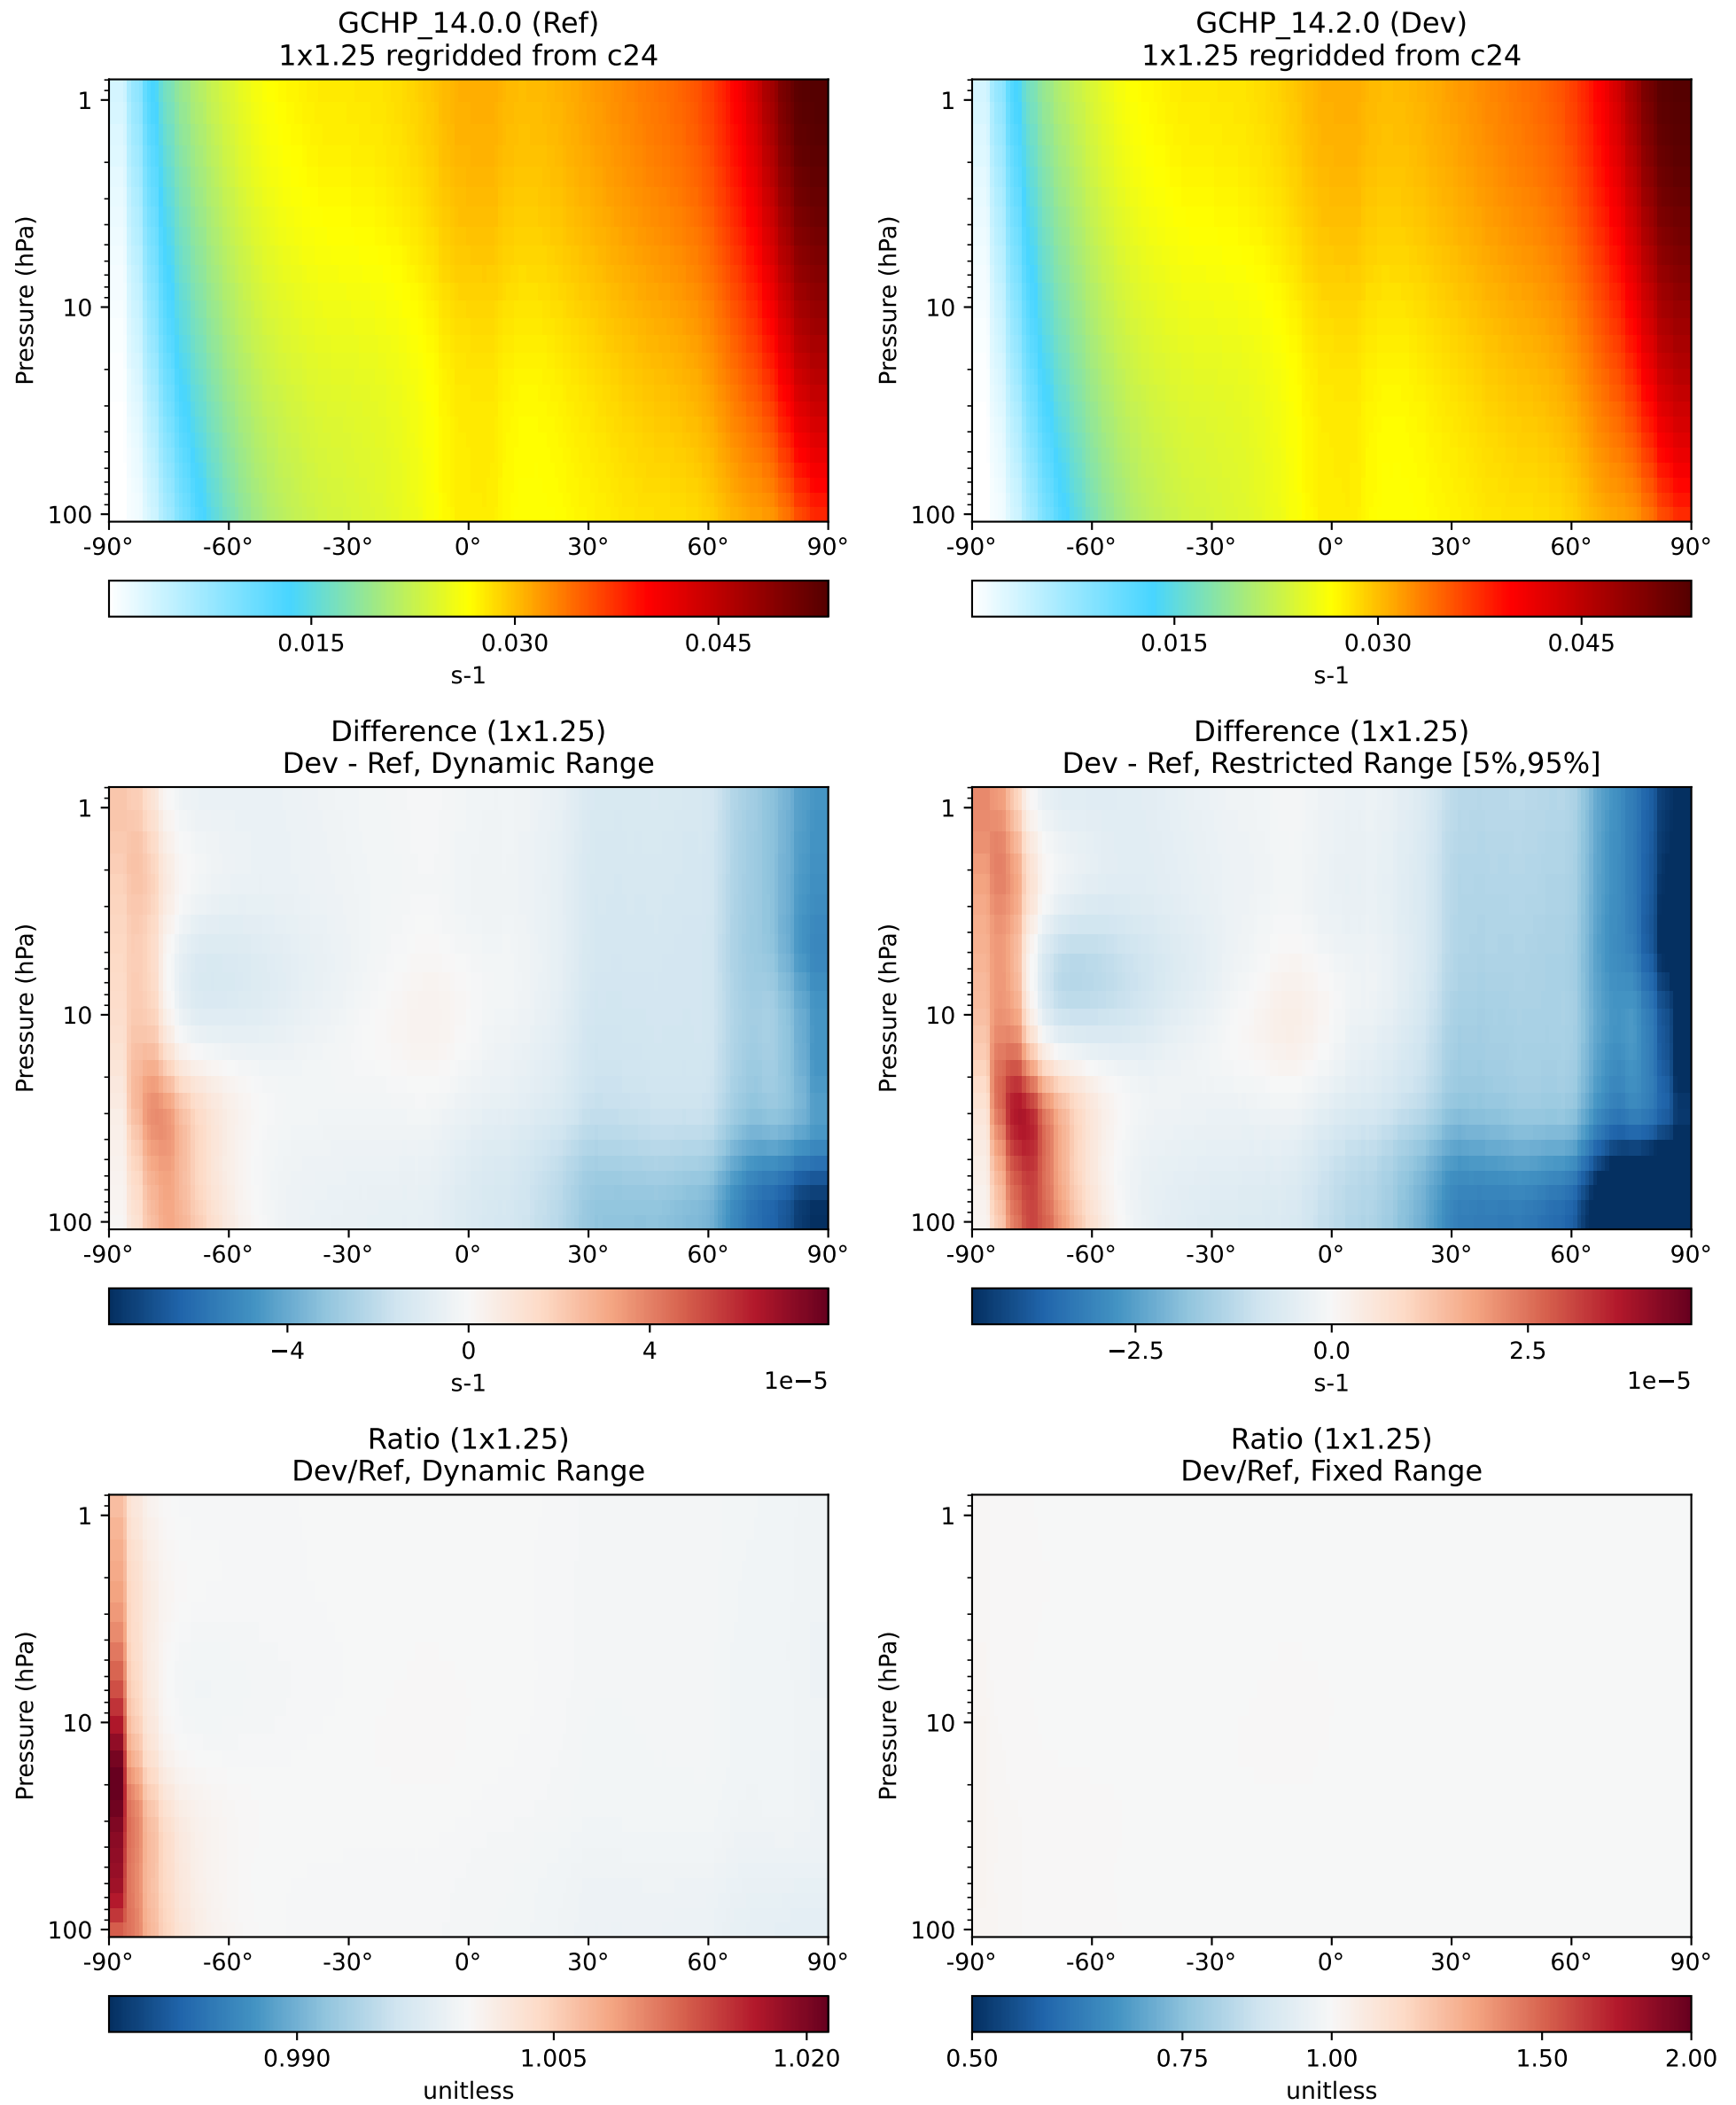 GCHP_14.0.0 (Ref)
1x1.25 regridded from c24
Pressure (hPa)
1
10
100
-90° -60° -30° 0° 30° 60° 90°
0.015 0.030 0.045
s-1
GCHP_14.2.0 (Dev)
1x1.25 regridded from c24
Pressure (hPa)
1
10
100
-90° -60° -30° 0° 30° 60° 90°
0.015 0.030 0.045
s-1
Difference (1x1.25)
Dev - Ref, Dynamic Range
Pressure (hPa)
1
10
100
-90° -60° -30° 0° 30° 60° 90°
−4 0 4
s-1
1e−5
Difference (1x1.25)
Dev - Ref, Restricted Range [5%,95%]
Pressure (hPa)
1
10
100
-90° -60° -30° 0° 30° 60° 90°
−2.5 0.0 2.5
s-1
1e−5
Ratio (1x1.25)
Dev/Ref, Dynamic Range
Pressure (hPa)
1
10
100
-90° -60° -30° 0° 30° 60° 90°
0.990 1.005 1.020
unitless
Ratio (1x1.25)
Dev/Ref, Fixed Range
Pressure (hPa)
1
10
100
-90° -60° -30° 0° 30° 60° 90°
0.50 0.75 1.00 1.50 2.00
unitless